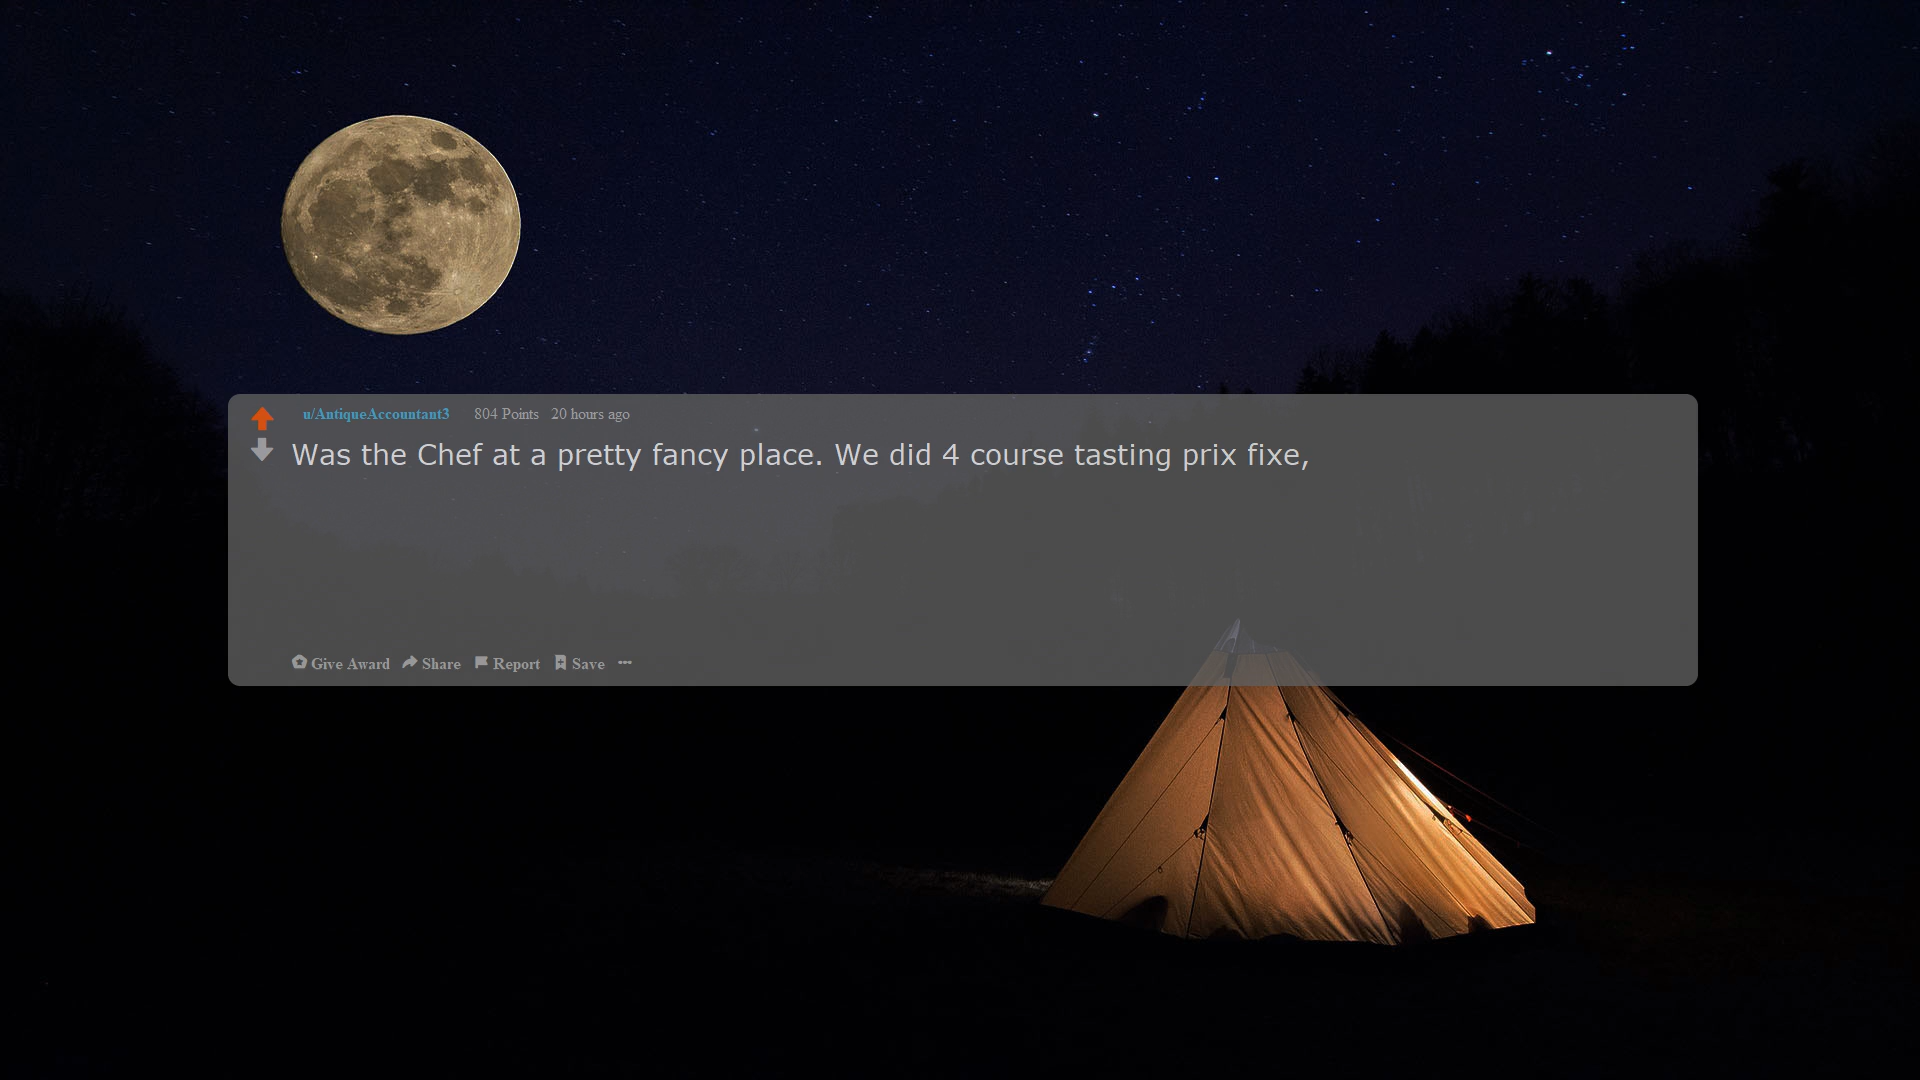 u/AntiqueAccountant3 804 Points 20 hours ago
Was the Chef at a pretty fancy place. We did 4 course tasting prix fixe,
Give Award Share Report Save